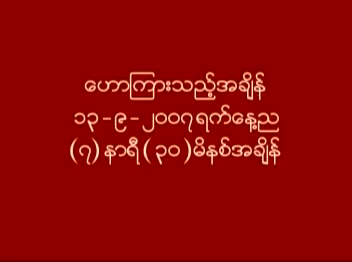 ဟောကြားသည့်အချိန်
၁၃-၉-၂၀၀၇ရက်နေ့ည
(၇)နာရီ(၃၀)မိနစ်အချိန်